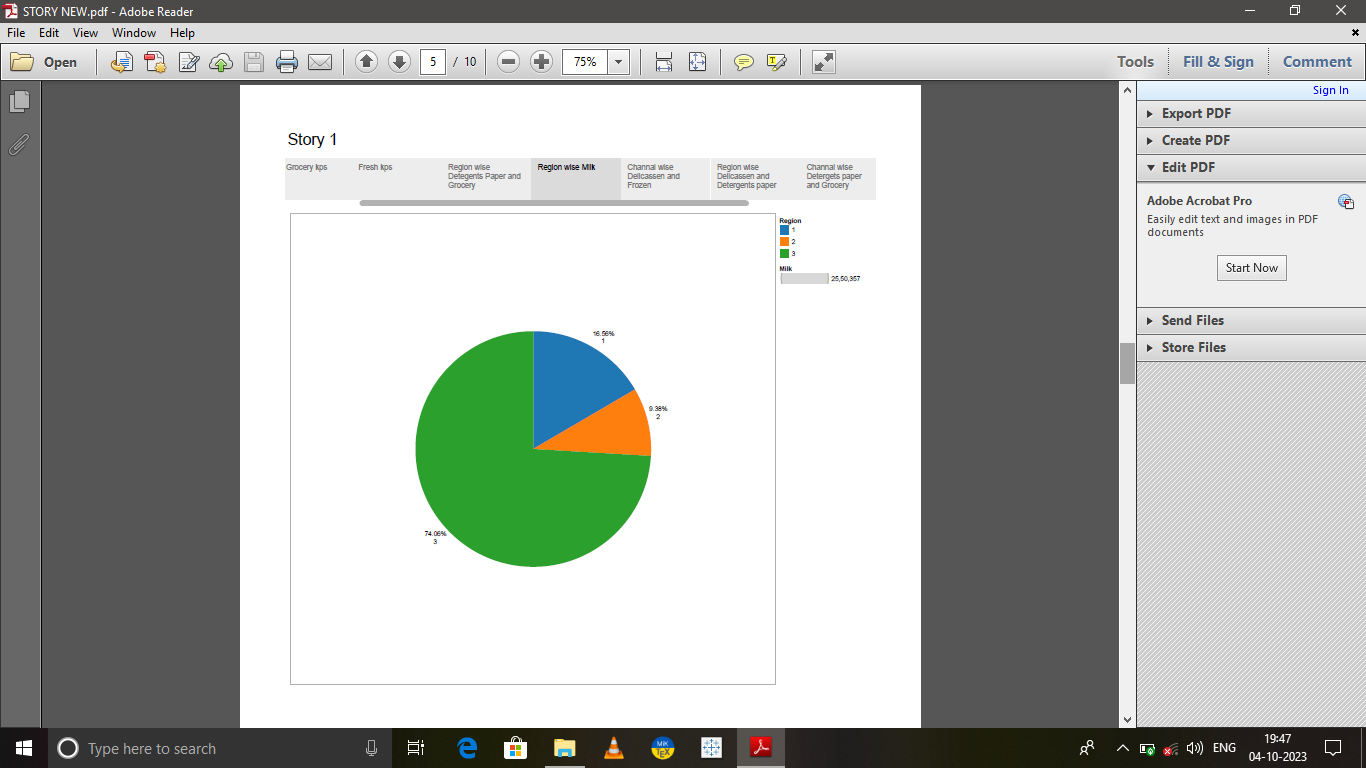 STORY NEW.pdf - Adobe Reader
File Edit View Window Help
Open
5 / 10
75%
Tools
Fill & Sign
Comment
Sign In
Export PDF
Create PDF
Edit PDF
Adobe Acrobat Pro
Easily edit text and images in PDF
documents
Start Now
Send Files
Store Files
Story 1
Grocery kps
Fresh kps
Region wise
Detegents Paper and
Grocery
Region wise Milk
Channal wise
Delicassen and
Frozen
Region wise
Delicassen and
Detergents paper
Channal wise
Detergets paper
and Grocery
Region
1
2
3
Milk
25,50,357
16.56%
1
9.38%
2
74.06%
3
Type here to search
MiK
TEX
ENG
19:47
04-10-2023